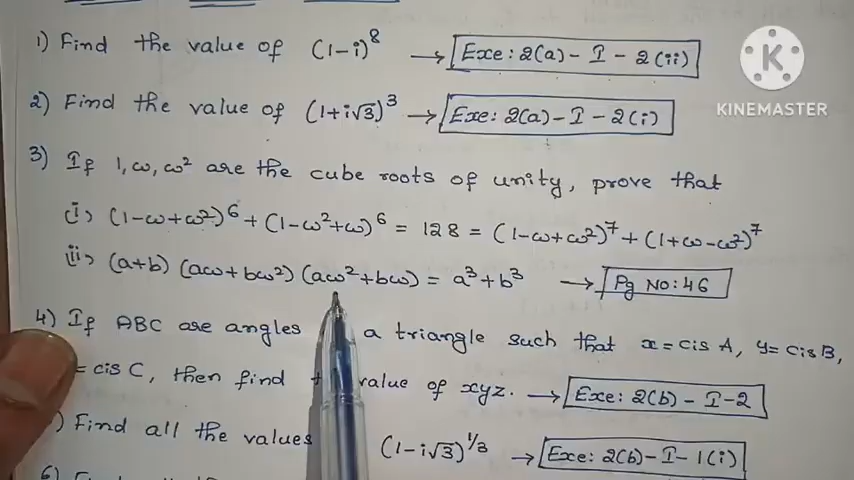 1) Find the value of (1-i)⁸ → Exe: 2(a) - I - 2(ii)
KINEMASTER
2) Find the value of (1+i√3)³ → Exe: 2(a) - I - 2(i)
3) If 1, ω, ω² are the cube roots of unity, prove that
(i) (1-ω+ω²)⁶ + (1-ω²+ω)⁶ = 128 = (1-ω+ω²)⁷ + (1+ω-ω²)⁷
(ii) (a+b) (aω+bω²) (aω²+bω) = a³+b³ → Pg No: 46
4) If ABC are angles a triangle such that x = cis A, y = cis B,
= cis C, then find value of xyz. → Exe: 2(b) - I - 2
) Find all the values (1-i√3)^1/3 → Exe: 2(b) - I - 1(i)
6)